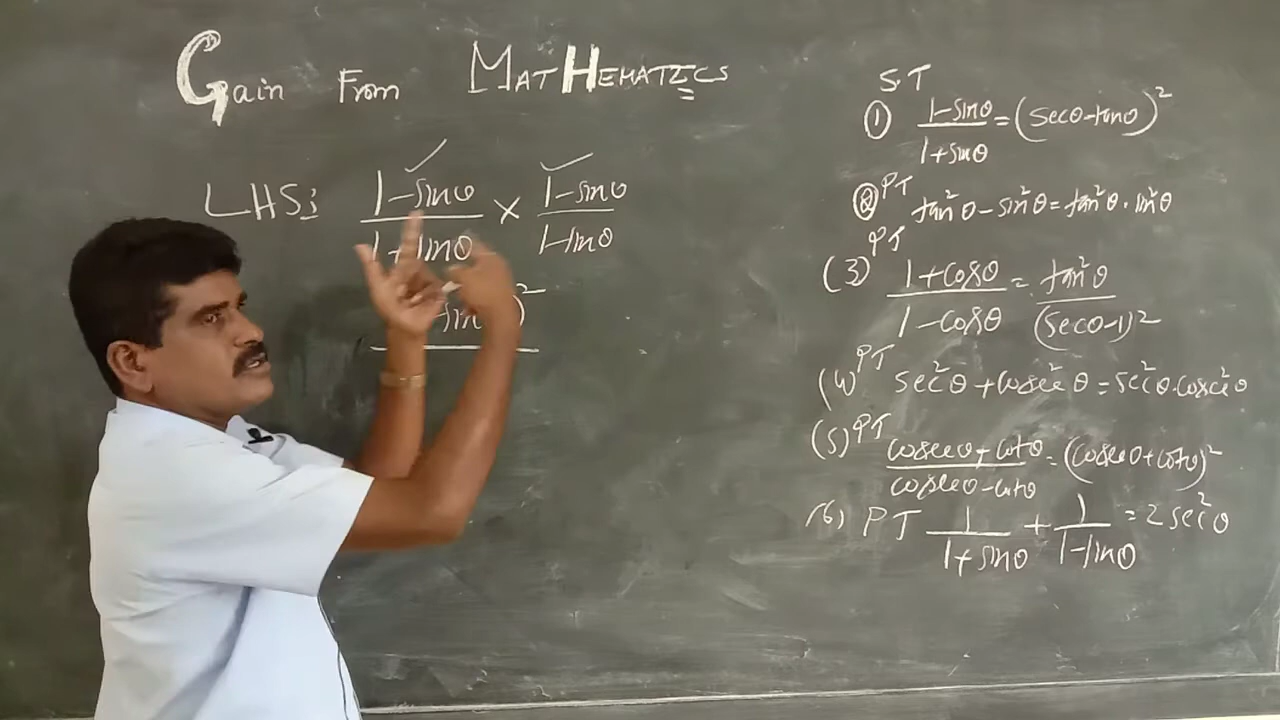 Gain From MATHEMATICS
LHS: 1-sinθ/1+sinθ × 1-sinθ/1-sinθ
sin )²
ST
① 1-sinθ/1+sinθ = (secθ-tanθ)²
② PT tan²θ - sin²θ = tan²θ · sin²θ
(3) PT 1+cosθ/1-cosθ = tan²θ/(secθ-1)²
(4) PT sec²θ + cosec²θ = sec²θ·cosec²θ
(5) PT cosecθ+cotθ/cosecθ-cotθ = (cosecθ+cotθ)²
(6) PT 1/1+sinθ + 1/1-sinθ = 2sec²θ